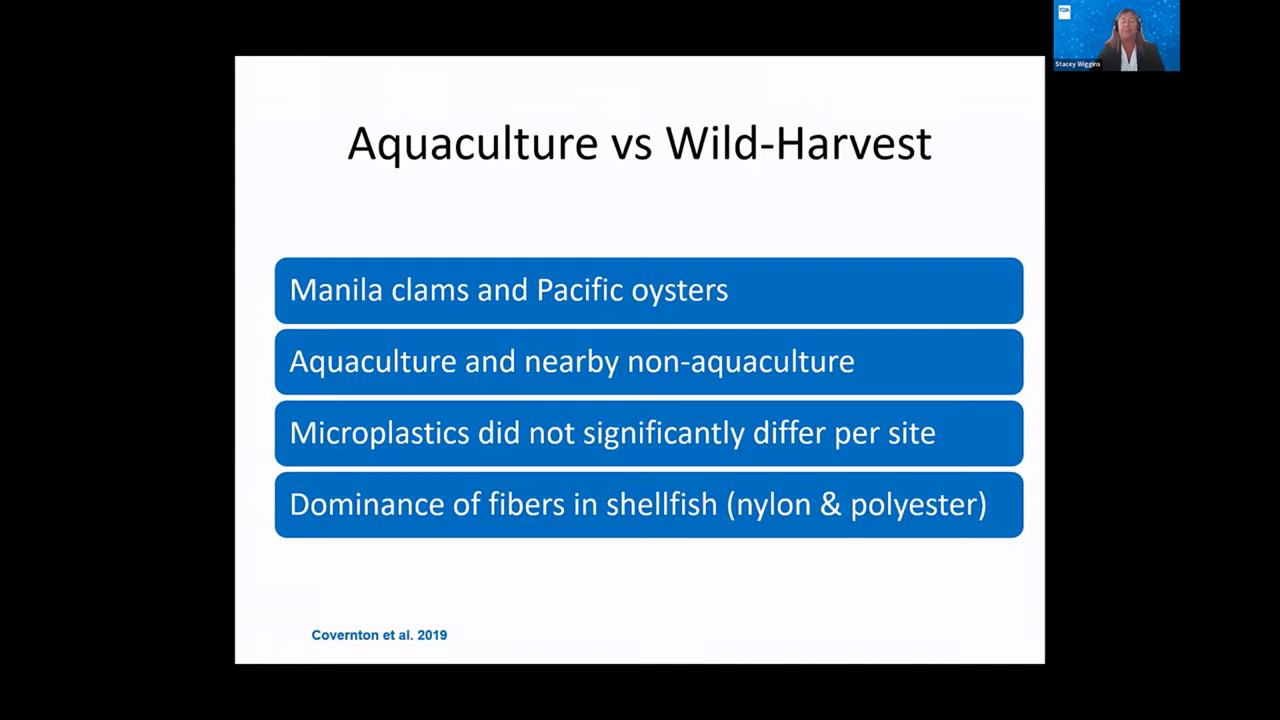 FDA
Stacey Wiggins
Aquaculture vs Wild-Harvest
Manila clams and Pacific oysters
Aquaculture and nearby non-aquaculture
Microplastics did not significantly differ per site
Dominance of fibers in shellfish (nylon & polyester)
Covernton et al. 2019